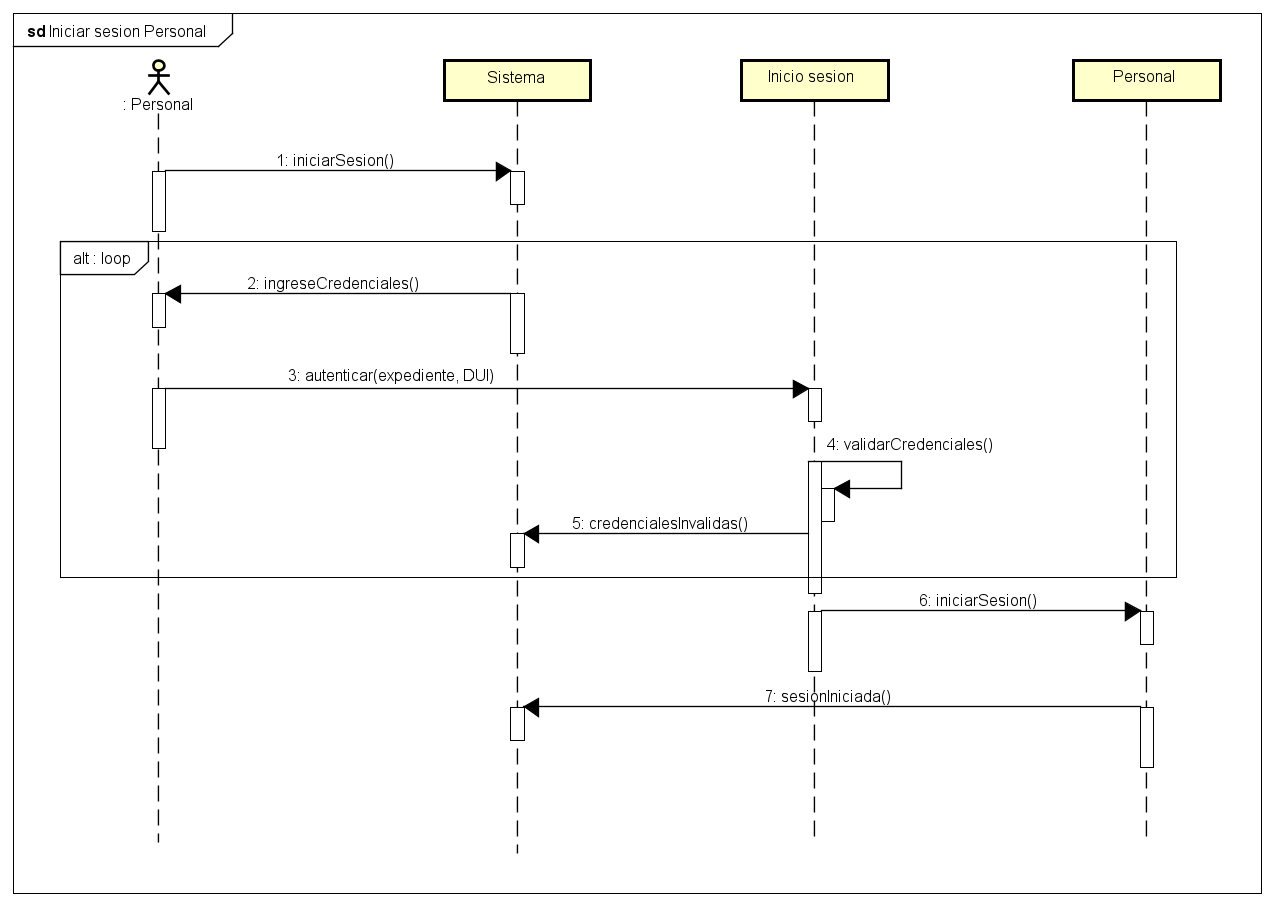 sd Iniciar sesion Personal
: Personal
Sistema
Inicio sesion
Personal
1: iniciarSesion()
alt : loop
2: ingreseCredenciales()
3: autenticar(expediente, DUI)
4: validarCredenciales()
5: credencialesInvalidas()
6: iniciarSesion()
7: sesionIniciada()